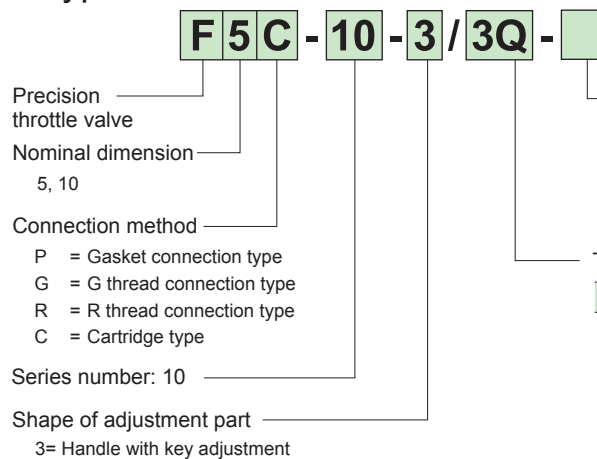 F 5 C - 10 - 3 / 3Q -
Precision
throttle valve
Nominal dimension
5, 10
Connection method
P = Gasket connection type
G = G thread connection type
R = R thread connection type
C = Cartridge type
Series number: 10
Shape of adjustment part
3= Handle with key adjustment